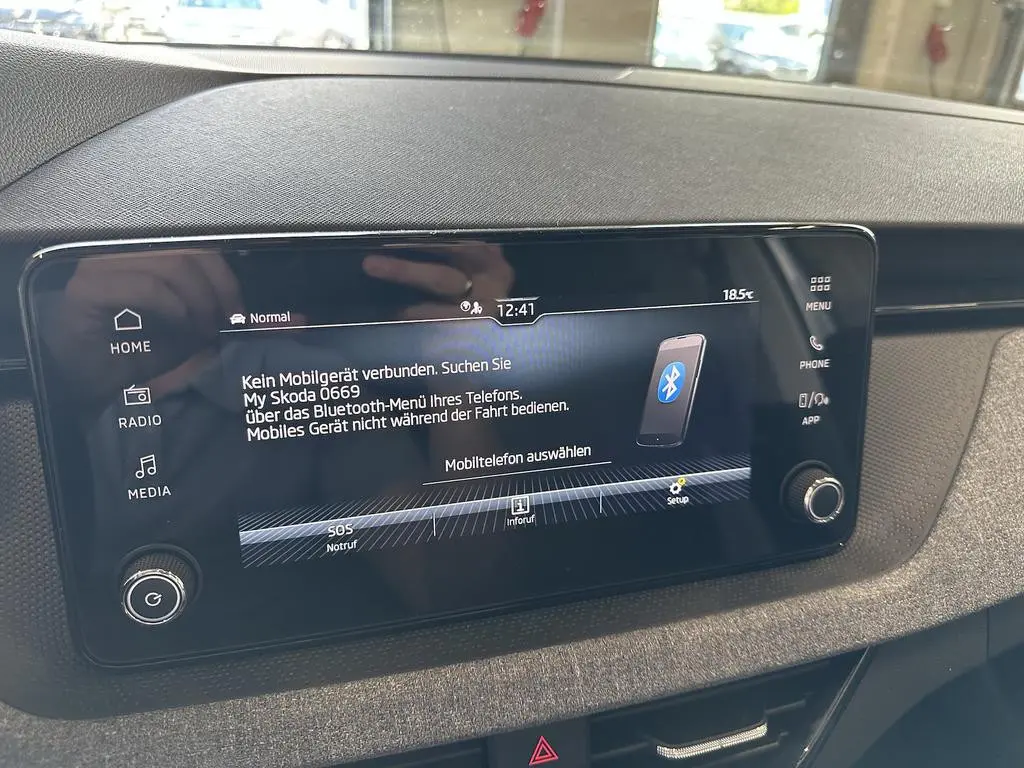 HOME
RADIO
MEDIA
Normal
12:41
18.5°C
Kein Mobilgerät verbunden. Suchen Sie
My Skoda 0669
über das Bluetooth-Menü Ihres Telefons.
Mobiles Gerät nicht während der Fahrt bedienen.
Mobiltelefon auswählen
SOS
Notruf
Inforuf
Setup
MENU
PHONE
APP